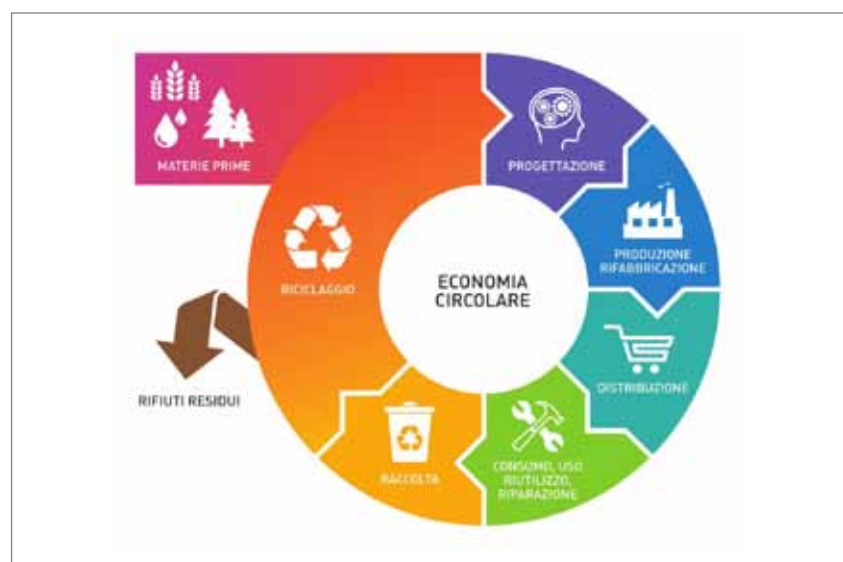 MATERIE PRIME
PROGETTAZIONE
PRODUZIONE
RIFABBRICAZIONE
DISTRIBUZIONE
CONSUMO, USO
RIUTILIZZO,
RIPARAZIONE
RACCOLTA
RICICLAGGIO
RIFIUTI RESIDUI
ECONOMIA
CIRCOLARE